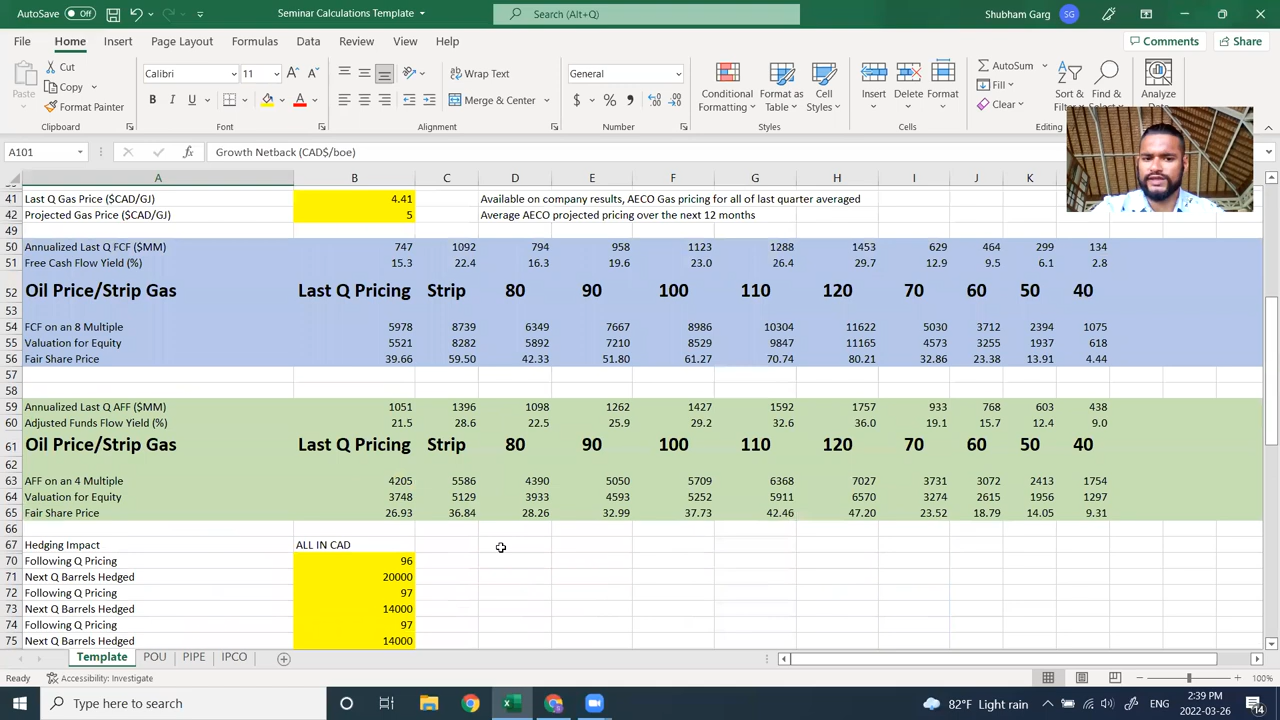 AutoSave Off Seminar Calculations Template Search (Alt+Q) Shubham Garg SG
File Home Insert Page Layout Formulas Data Review View Help Comments Share
Paste Cut Copy Format Painter Clipboard
Calibri 11 B I U Font
Wrap Text Merge & Center Alignment
General $ % Number
Conditional Formatting Format as Table Cell Styles Styles
Insert Delete Format Cells
AutoSum Fill Clear Sort & Find & Editing
Analyze
A101 fx Growth Netback (CAD$/boe)
A B C D E F G H I J K
41 Last Q Gas Price ($CAD/GJ) 4.41 Available on company results, AECO Gas pricing for all of last quarter averaged
42 Projected Gas Price ($CAD/GJ) 5 Average AECO projected pricing over the next 12 months
49
50 Annualized Last Q FCF ($MM) 747 1092 794 958 1123 1288 1453 629 464 299 134
51 Free Cash Flow Yield (%) 15.3 22.4 16.3 19.6 23.0 26.4 29.7 12.9 9.5 6.1 2.8
52 Oil Price/Strip Gas Last Q Pricing Strip 80 90 100 110 120 70 60 50 40
53
54 FCF on an 8 Multiple 5978 8739 6349 7667 8986 10304 11622 5030 3712 2394 1075
55 Valuation for Equity 5521 8282 5892 7210 8529 9847 11165 4573 3255 1937 618
56 Fair Share Price 39.66 59.50 42.33 51.80 61.27 70.74 80.21 32.86 23.38 13.91 4.44
57
58
59 Annualized Last Q AFF ($MM) 1051 1396 1098 1262 1427 1592 1757 933 768 603 438
60 Adjusted Funds Flow Yield (%) 21.5 28.6 22.5 25.9 29.2 32.6 36.0 19.1 15.7 12.4 9.0
61 Oil Price/Strip Gas Last Q Pricing Strip 80 90 100 110 120 70 60 50 40
62
63 AFF on an 4 Multiple 4205 5586 4390 5050 5709 6368 7027 3731 3072 2413 1754
64 Valuation for Equity 3748 5129 3933 4593 5252 5911 6570 3274 2615 1956 1297
65 Fair Share Price 26.93 36.84 28.26 32.99 37.73 42.46 47.20 23.52 18.79 14.05 9.31
66
67 Hedging Impact ALL IN CAD
70 Following Q Pricing 96
71 Next Q Barrels Hedged 20000
72 Following Q Pricing 97
73 Next Q Barrels Hedged 14000
74 Following Q Pricing 97
75 Next Q Barrels Hedged 14000
Template POU PIPE IPCO
Ready Accessibility: Investigate 100%
Type here to search 82°F Light rain ENG 2:39 PM
2022-03-26 14